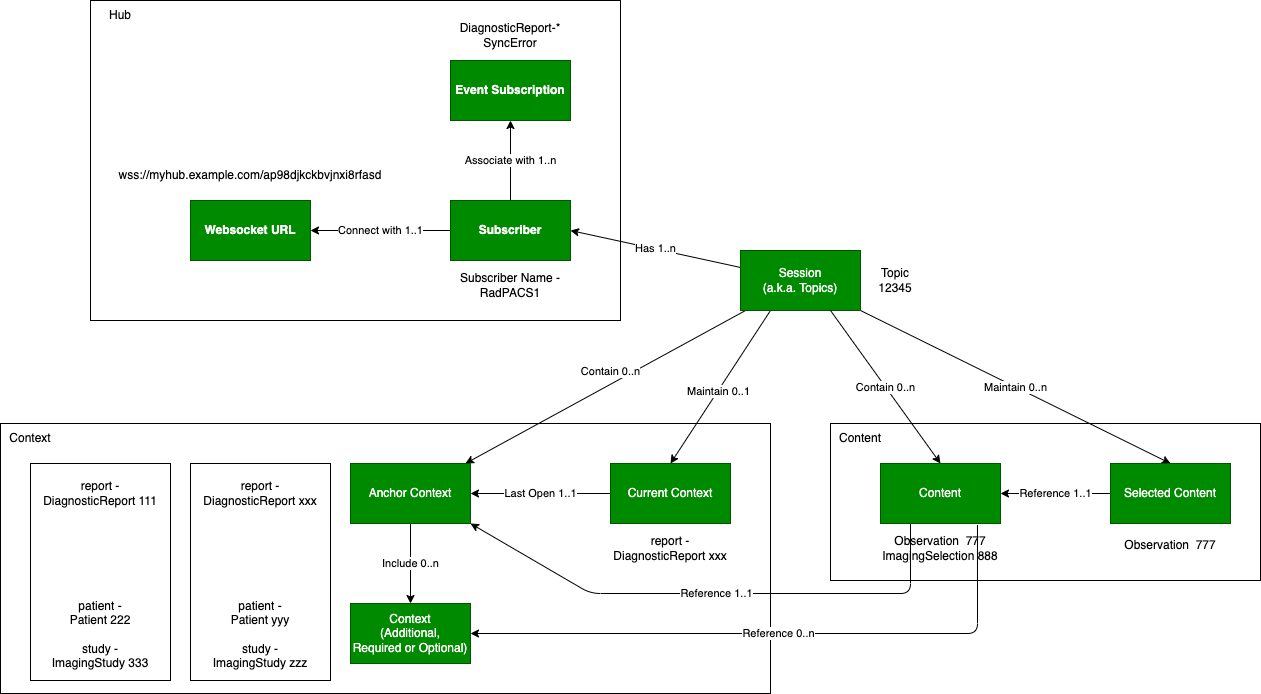 Hub
DiagnosticReport-*
SyncError
Event Subscription
Associate with 1..n
wss://myhub.example.com/ap98djkckbvjnxi8rfasd
Websocket URL
Connect with 1..1
Subscriber
Has 1..n
Subscriber Name -
RadPACS1
Session
(a.k.a. Topics)
Topic
12345
Contain 0..n
Maintain 0..1
Contain 0..n
Maintain 0..n
Context
report -
DiagnosticReport 111
patient -
Patient 222
study -
ImagingStudy 333
report -
DiagnosticReport xxx
patient -
Patient yyy
study -
ImagingStudy zzz
Anchor Context
Last Open 1..1
Current Context
report -
DiagnosticReport xxx
Include 0..n
Context
(Additional,
Required or Optional)
Content
Content
Reference 1..1
Selected Content
Observation  777
ImagingSelection 888
Observation  777
Reference 1..1
Reference 0..n